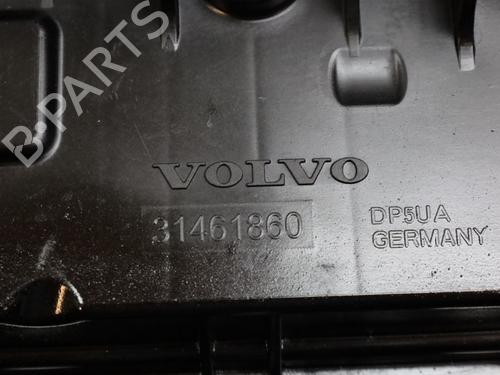 B-PARTS
VOLVO
31461860
DP5UA
GERMANY